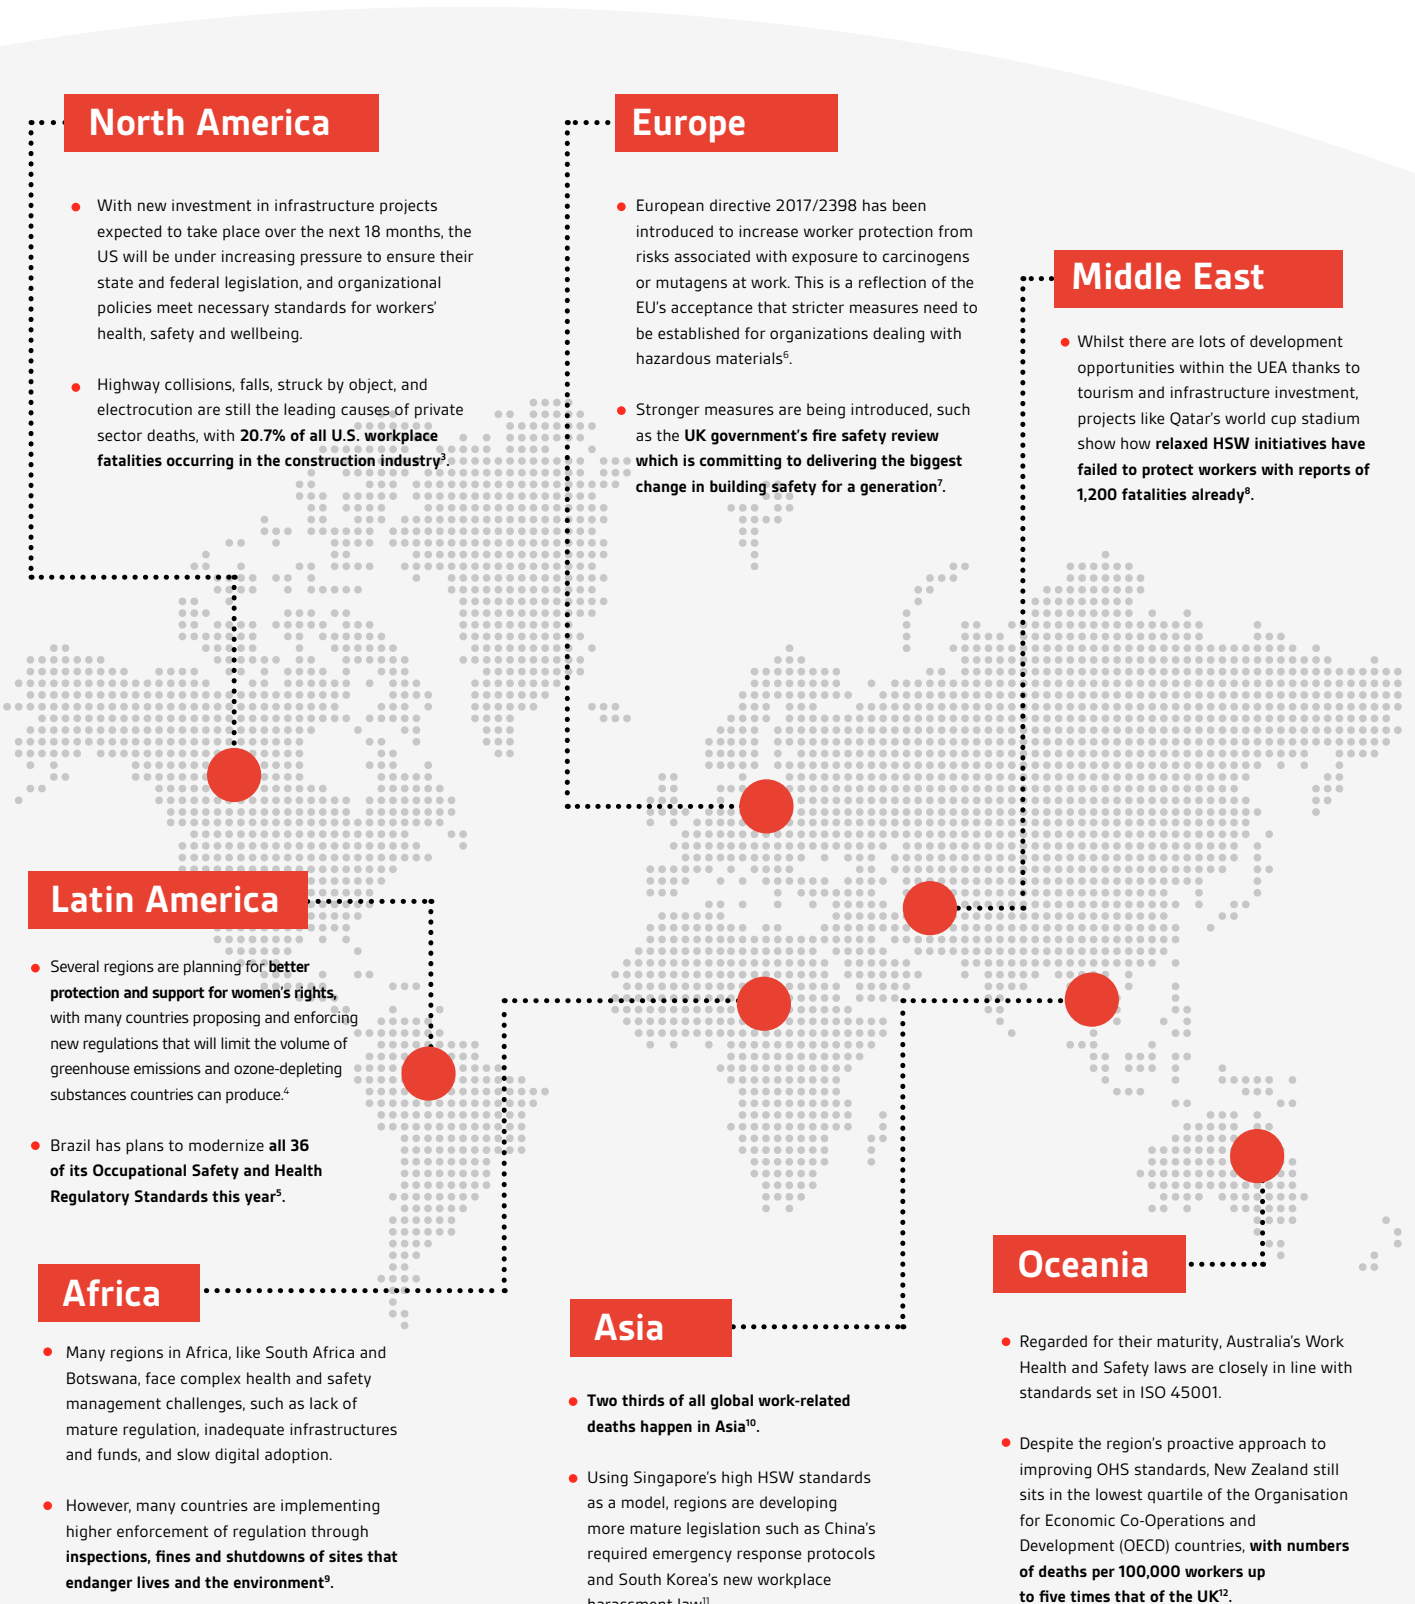 North America
With new investment in infrastructure projects
expected to take place over the next 18 months, the
US will be under increasing pressure to ensure their
state and federal legislation, and organizational
policies meet necessary standards for workers'
health, safety and wellbeing.
Highway collisions, falls, struck by object, and
electrocution are still the leading causes of private
sector deaths, with 20.7% of all U.S. workplace
fatalities occurring in the construction industry³.
Europe
European directive 2017/2398 has been
introduced to increase worker protection from
risks associated with exposure to carcinogens
or mutagens at work. This is a reflection of the
EU's acceptance that stricter measures need to
be established for organizations dealing with
hazardous materials⁶.
Stronger measures are being introduced, such
as the UK government's fire safety review
which is committing to delivering the biggest
change in building safety for a generation⁷.
Middle East
Whilst there are lots of development
opportunities within the UEA thanks to
tourism and infrastructure investment,
projects like Qatar's world cup stadium
show how relaxed HSW initiatives have
failed to protect workers with reports of
1,200 fatalities already⁸.
Latin America
Several regions are planning for better
protection and support for women's rights,
with many countries proposing and enforcing
new regulations that will limit the volume of
greenhouse emissions and ozone-depleting
substances countries can produce.⁴
Brazil has plans to modernize all 36
of its Occupational Safety and Health
Regulatory Standards this year⁵.
Africa
Many regions in Africa, like South Africa and
Botswana, face complex health and safety
management challenges, such as lack of
mature regulation, inadequate infrastructures
and funds, and slow digital adoption.
However, many countries are implementing
higher enforcement of regulation through
inspections, fines and shutdowns of sites that
endanger lives and the environment⁹.
Asia
Two thirds of all global work-related
deaths happen in Asia¹⁰.
Using Singapore's high HSW standards
as a model, regions are developing
more mature legislation such as China's
required emergency response protocols
and South Korea's new workplace
harassment law¹¹
Oceania
Regarded for their maturity, Australia's Work
Health and Safety laws are closely in line with
standards set in ISO 45001.
Despite the region's proactive approach to
improving OHS standards, New Zealand still
sits in the lowest quartile of the Organisation
for Economic Co-Operations and
Development (OECD) countries, with numbers
of deaths per 100,000 workers up
to five times that of the UK¹².